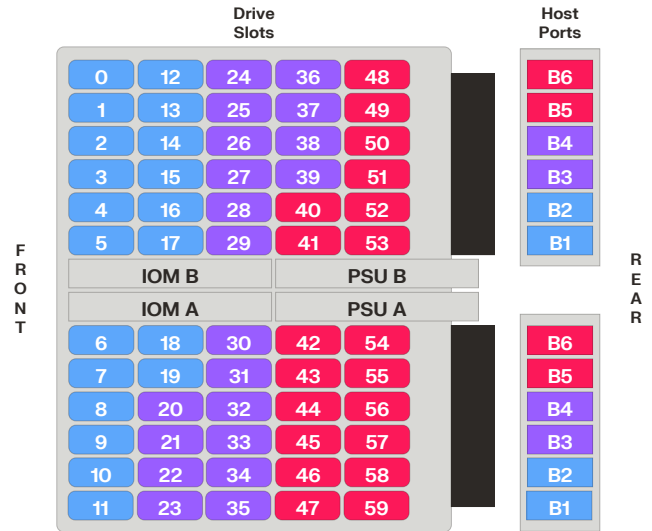 Drive
Slots
Host
Ports
0 12 24 36 48 B6
1 13 25 37 49 B5
2 14 26 38 50 B4
3 15 27 39 51 B3
4 16 28 40 52 B2
5 17 29 41 53 B1
FRONT
IOM B PSU B
IOM A PSU A
REAR
6 18 30 42 54 B6
7 19 31 43 55 B5
8 20 32 44 56 B4
9 21 33 45 57 B3
10 22 34 46 58 B2
11 23 35 47 59 B1